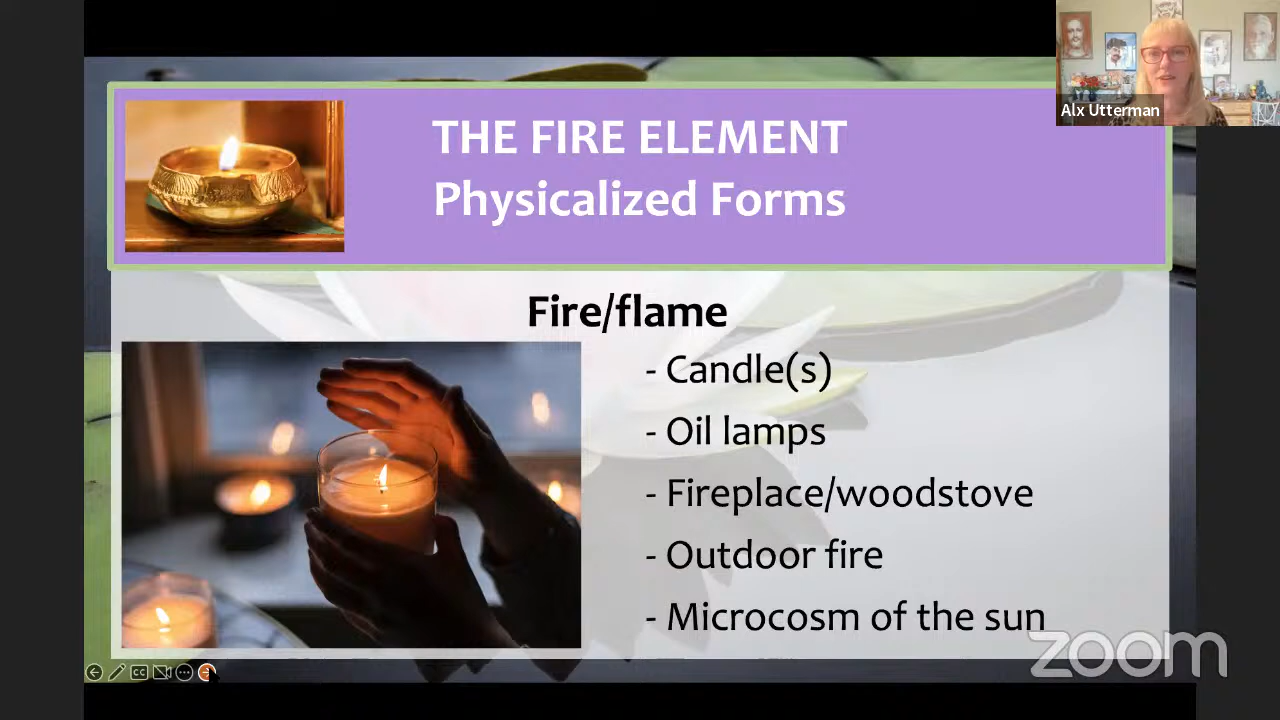 Alx Utterman
THE FIRE ELEMENT
Physicalized Forms
Fire/flame
- Candle(s)
- Oil lamps
- Fireplace/woodstove
- Outdoor fire
- Microcosm of the sun
zoom
CC